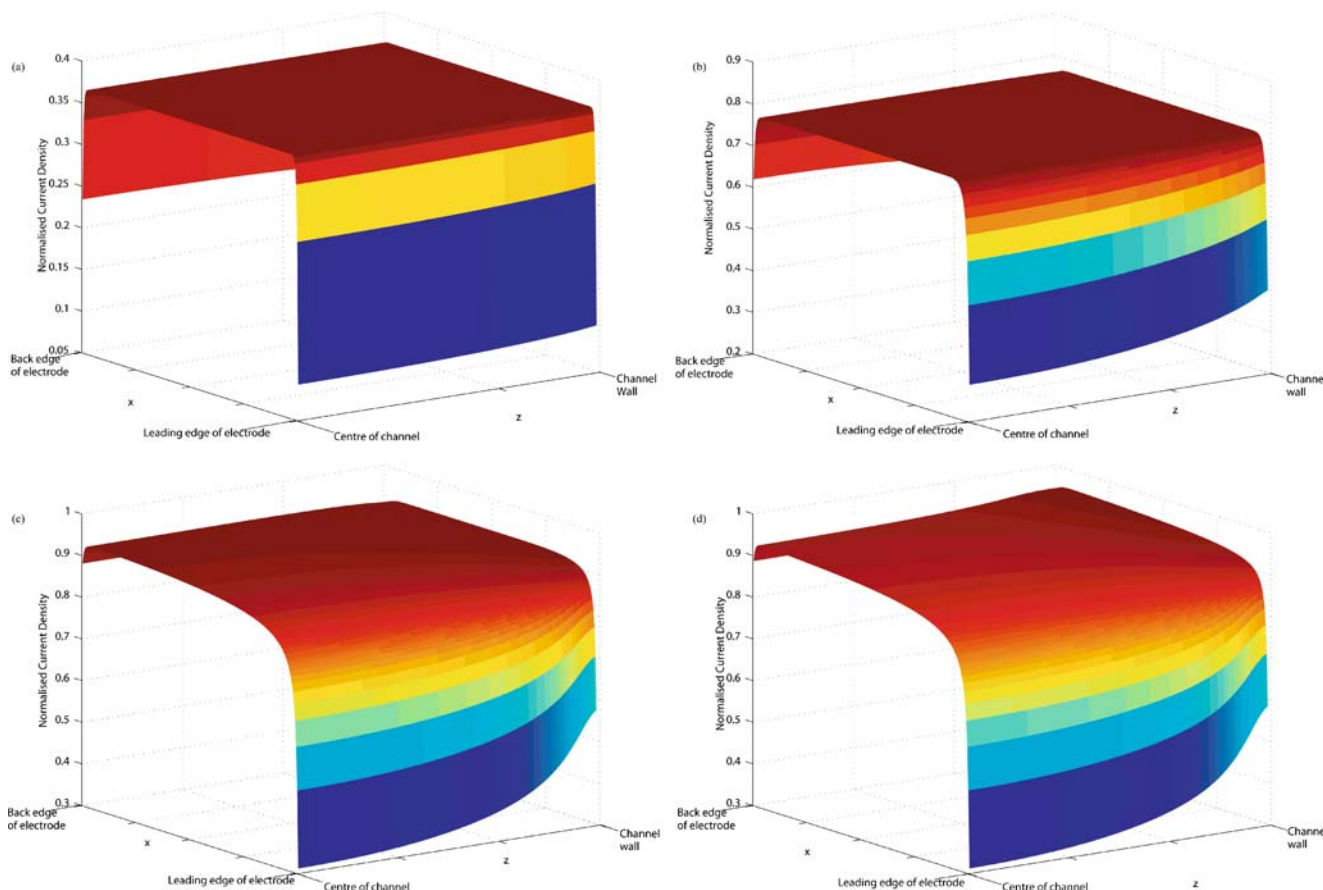 (a)
0.4
0.35
0.3
0.25
0.2
0.15
0.1
0.05
Normalised Current Density
Back edge
of electrode
x
Leading edge of electrode
Centre of channel
z
Channel
Wall
(b)
0.9
0.8
0.7
0.6
0.5
0.4
0.3
0.2
Normalised Current Density
Back edge
of electrode
x
Leading edge of electrode
Centre of channel
z
Channel
wall
(c)
1
0.9
0.8
0.7
0.6
0.5
0.4
0.3
Normalised Current Density
Back edge
of electrode
x
Leading edge of electrode
Centre of channel
z
Channel
wall
(d)
1
0.9
0.8
0.7
0.6
0.5
0.4
0.3
Normalised Current Density
Back edge
of electrode
x
Leading edge of electrode
Centre of channel
z
Channel
wall